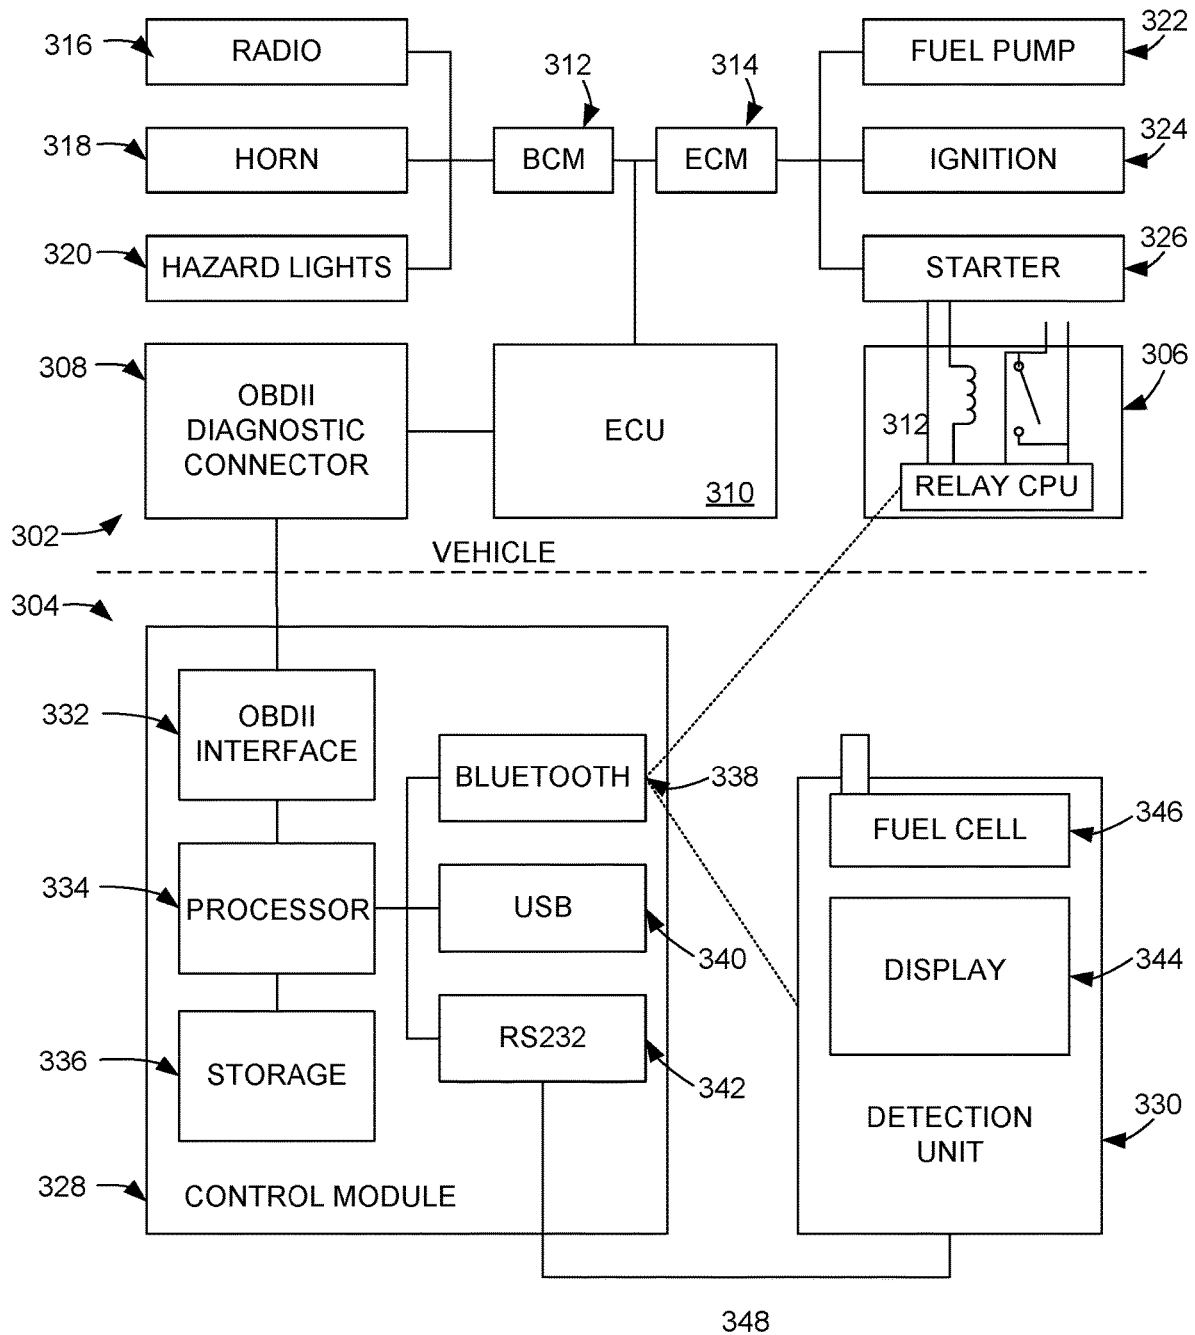 316 RADIO
312
314
FUEL PUMP 322
318 HORN
BCM
ECM
IGNITION 324
320 HAZARD LIGHTS
STARTER 326
308
OBDII
DIAGNOSTIC
CONNECTOR
ECU
310
306
312
RELAY CPU
302
VEHICLE
304
332
OBDII
INTERFACE
BLUETOOTH 338
FUEL CELL 346
334
PROCESSOR
USB
340
DISPLAY 344
336
STORAGE
RS232
342
DETECTION
UNIT
330
328 CONTROL MODULE
348